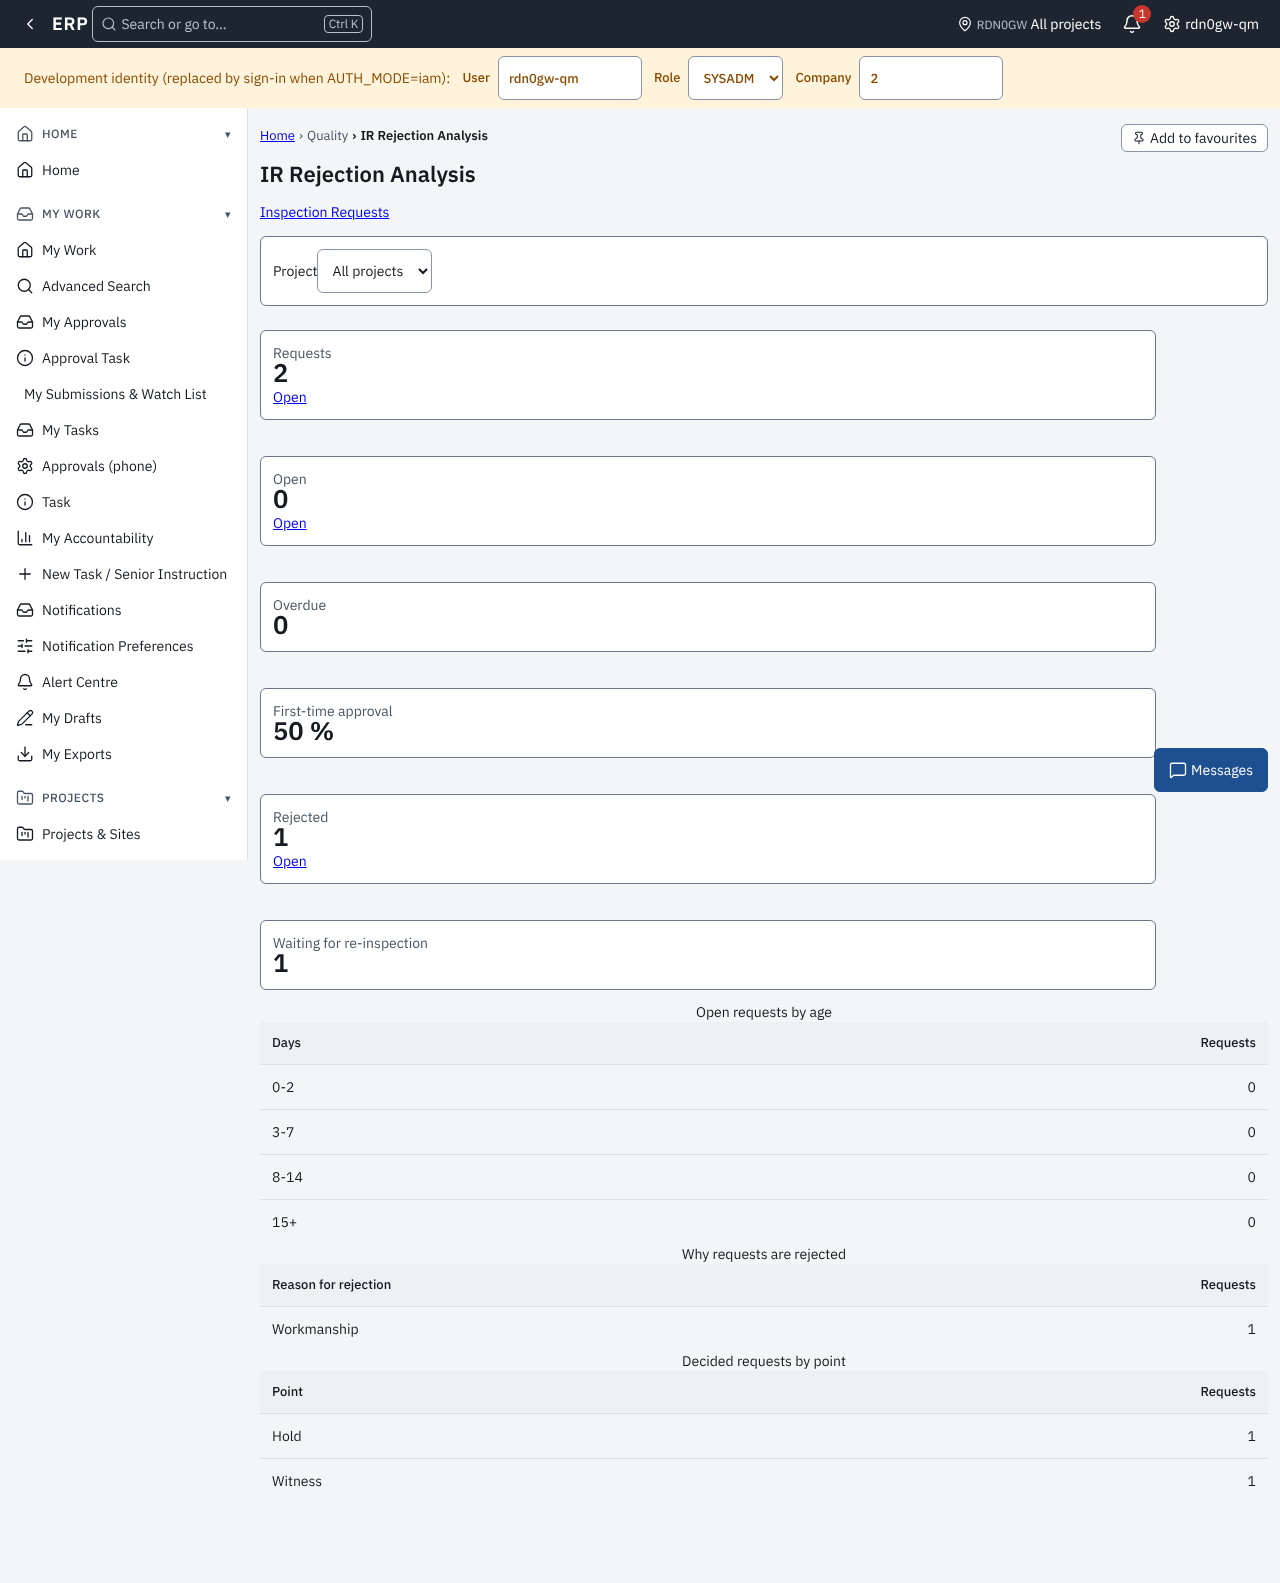 ERP
Search or go to...
Ctrl K
RDN0GW All projects
1
rdn0gw-qm
Development identity (replaced by sign-in when AUTH_MODE=iam):
User
rdn0gw-qm
Role
SYSADM
Company
2
HOME
Home
MY WORK
My Work
Advanced Search
My Approvals
Approval Task
My Submissions & Watch List
My Tasks
Approvals (phone)
Task
My Accountability
New Task / Senior Instruction
Notifications
Notification Preferences
Alert Centre
My Drafts
My Exports
PROJECTS
Projects & Sites
Home › Quality › IR Rejection Analysis
Add to favourites
IR Rejection Analysis
Inspection Requests
Project All projects
Requests
2
Open
Open
0
Open
Overdue
0
First-time approval
50 %
Messages
Rejected
1
Open
Waiting for re-inspection
1
Open requests by age
Days Requests
0-2 0
3-7 0
8-14 0
15+ 0
Why requests are rejected
Reason for rejection Requests
Workmanship 1
Decided requests by point
Point Requests
Hold 1
Witness 1